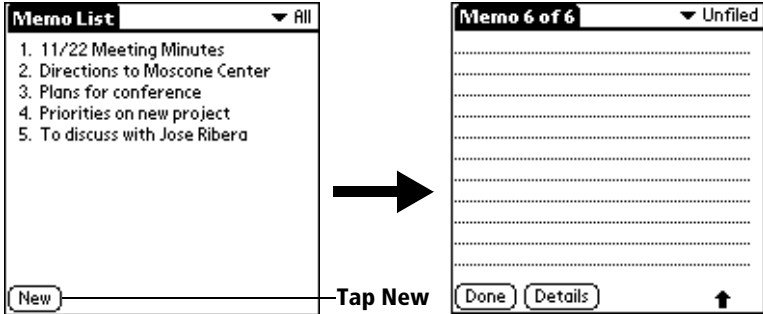 Memo List
All
1. 11/22 Meeting Minutes
2. Directions to Moscone Center
3. Plans for conference
4. Priorities on new project
5. To discuss with Jose Ribera
New
Tap New
Memo 6 of 6
Unfiled
Done
Details